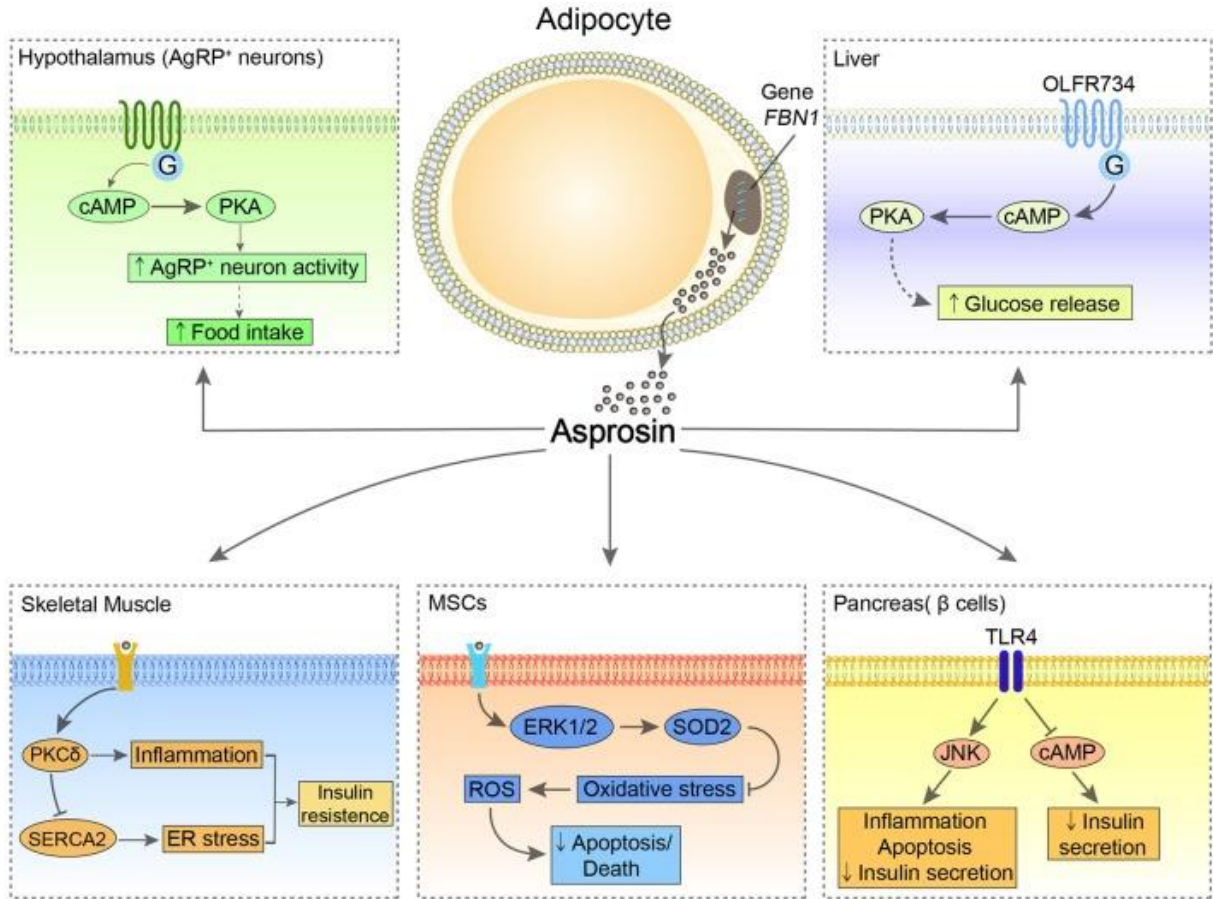 Adipocyte
Hypothalamus (AgRP⁺ neurons)
G
cAMP
PKA
↑ AgRP⁺ neuron activity
↑ Food intake
Gene
FBN1
Liver
OLFR734
G
PKA
cAMP
↑ Glucose release
Asprosin
Skeletal Muscle
PKCδ
Inflammation
Insulin
resistence
SERCA2
ER stress
MSCs
ERK1/2
SOD2
ROS
Oxidative stress
↓ Apoptosis/
Death
Pancreas( β cells)
TLR4
JNK
cAMP
Inflammation
Apoptosis
↓ Insulin secretion
↓ Insulin
secretion